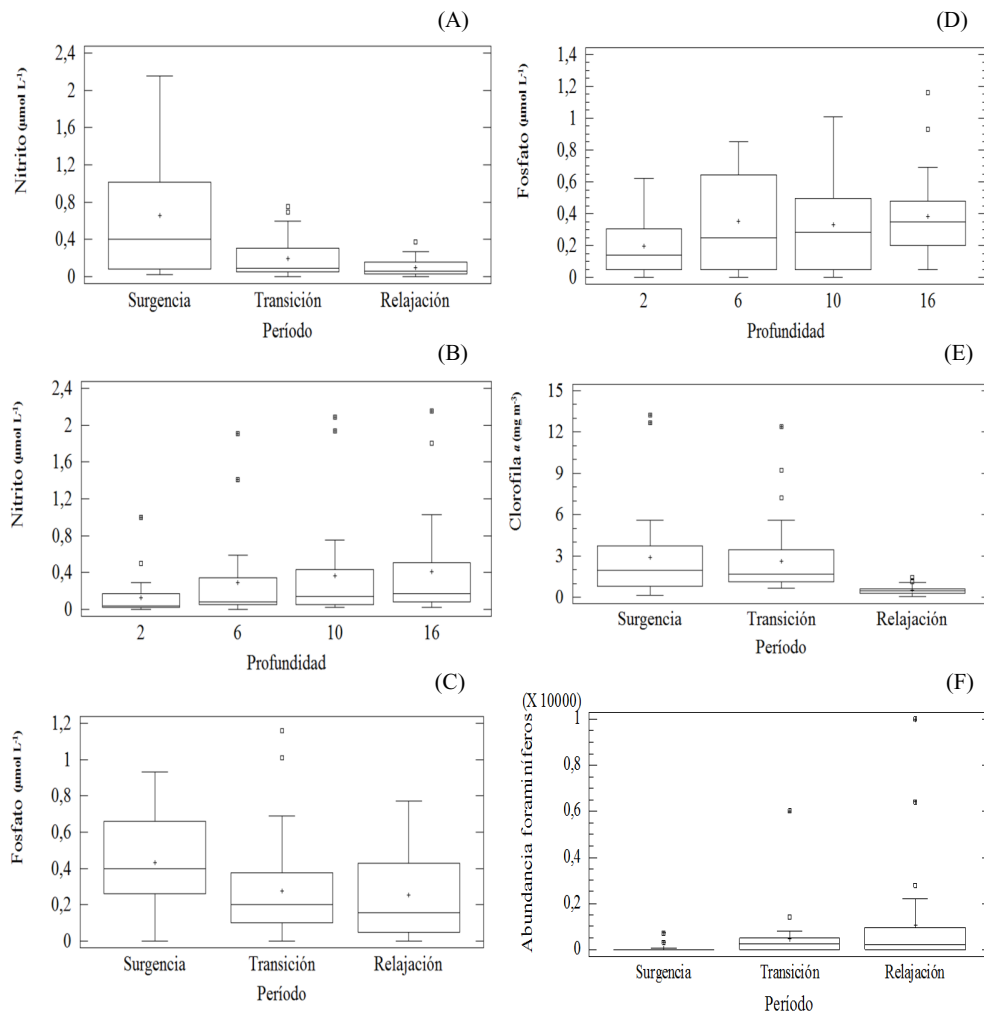 (A)
Nitrito (µmol L-1)
2,4
2
1,6
1,2
0,8
0,4
0
Surgencia Transición Relajación
Período
(B)
Nitrito (µmol L-1)
2,4
2
1,6
1,2
0,8
0,4
0
2 6 10 16
Profundidad
(C)
Fosfato (µmol L-1)
1,2
1
0,8
0,6
0,4
0,2
0
Surgencia Transición Relajación
Período
(D)
Fosfato (µmol L-1)
1,4
1,2
1
0,8
0,6
0,4
0,2
0
2 6 10 16
Profundidad
(E)
Clorofila a (mg m-3)
15
12
9
6
3
0
Surgencia Transición Relajación
Período
(F)
(X 10000)
Abundancia foraminíferos
1
0,8
0,6
0,4
0,2
0
Surgencia Transición Relajación
Período